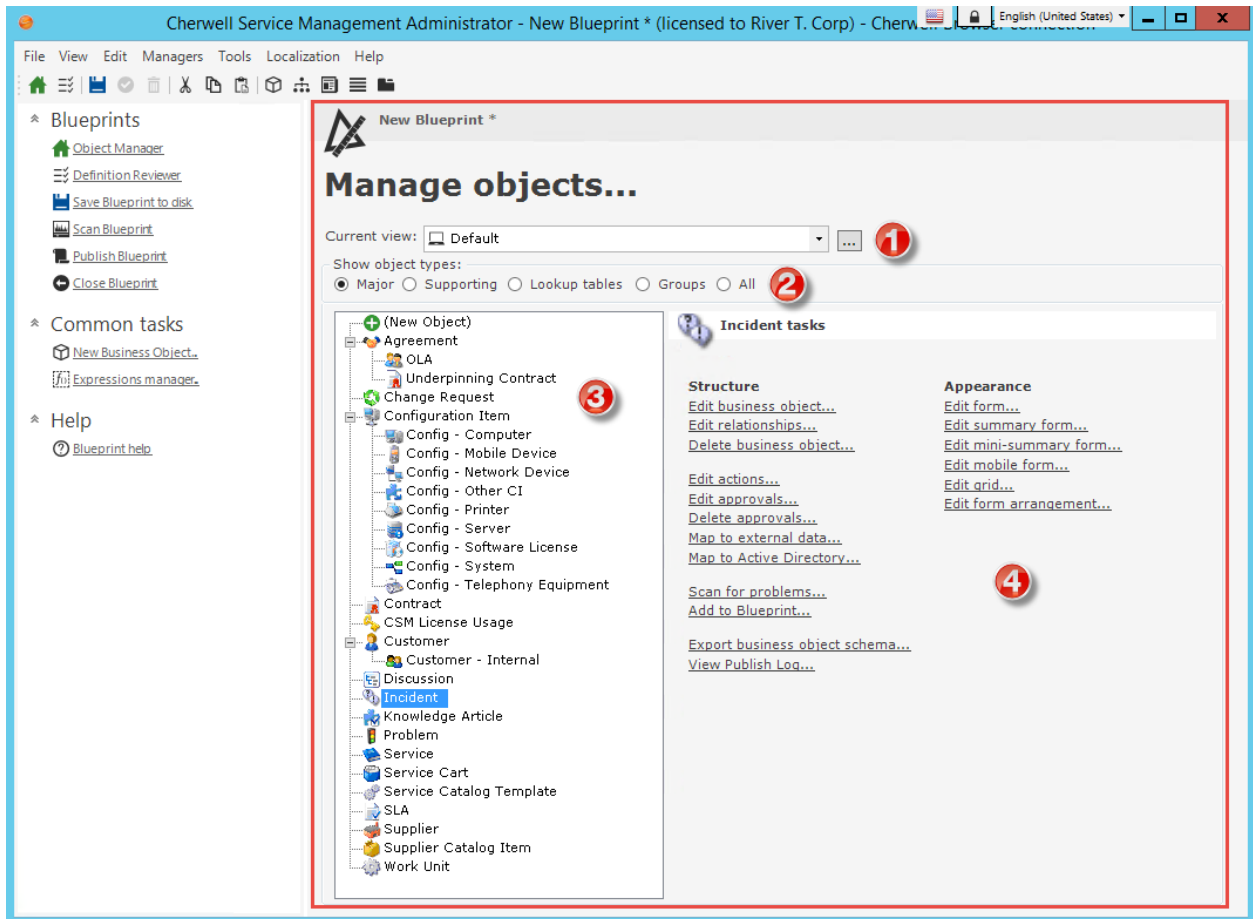 Cherwell Service Management Administrator - New Blueprint * (licensed to River T. Corp) - Cherwell Browser connection
English (United States)
File View Edit Managers Tools Localization Help
Blueprints
Object Manager
Definition Reviewer
Save Blueprint to disk
Scan Blueprint
Publish Blueprint
Close Blueprint
Common tasks
New Business Object...
Expressions manager...
Help
Blueprint help
New Blueprint *
Manage objects...
Current view: Default ... 1
Show object types:
Major Supporting Lookup tables Groups All 2
(New Object)
Agreement
OLA
Underpinning Contract
Change Request
3
Configuration Item
Config - Computer
Config - Mobile Device
Config - Network Device
Config - Other CI
Config - Printer
Config - Server
Config - Software License
Config - System
Config - Telephony Equipment
Contract
CSM License Usage
Customer
Customer - Internal
Discussion
Incident
Knowledge Article
Problem
Service
Service Cart
Service Catalog Template
SLA
Supplier
Supplier Catalog Item
Work Unit
Incident tasks
Structure
Edit business object...
Edit relationships...
Delete business object...
Edit actions...
Edit approvals...
Delete approvals...
Map to external data...
Map to Active Directory...
Scan for problems...
Add to Blueprint...
Export business object schema...
View Publish Log...
Appearance
Edit form...
Edit summary form...
Edit mini-summary form...
Edit mobile form...
Edit grid...
Edit form arrangement...
4